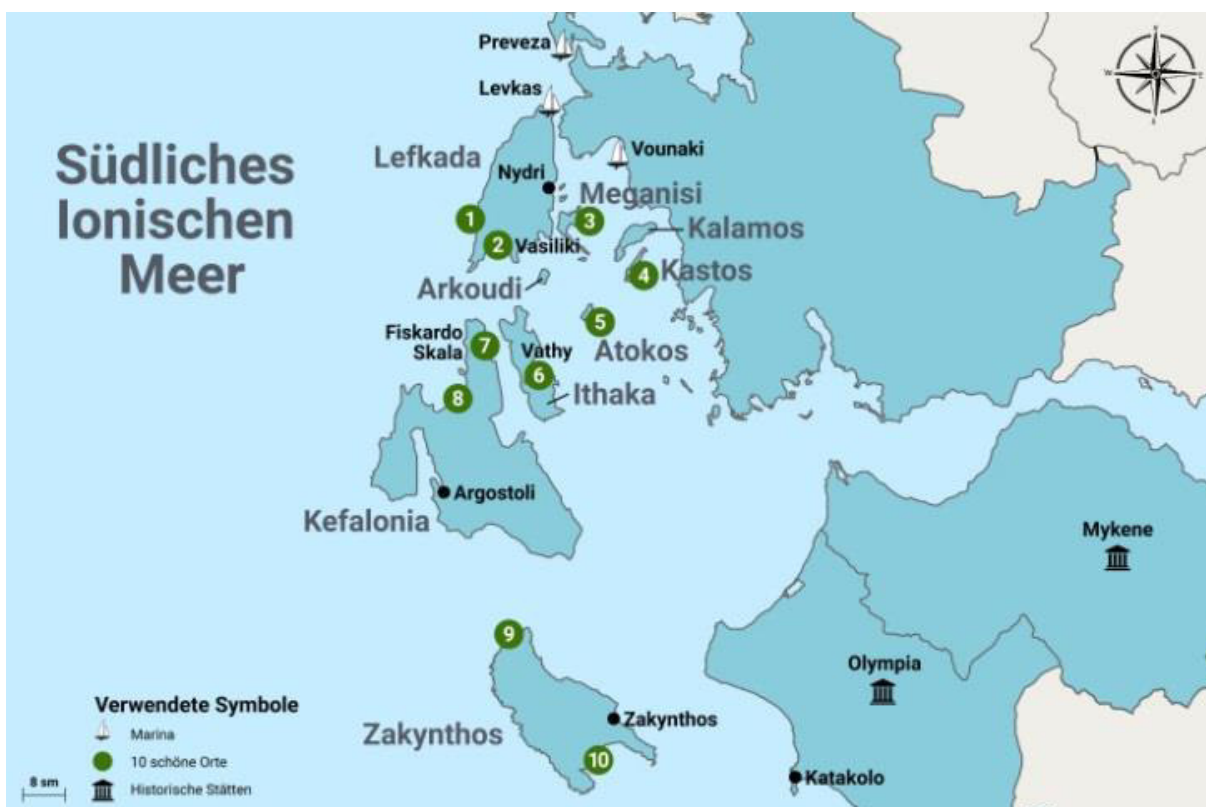 Südliches
Ionischen
Meer
Preveza
Levkas
Lefkada
Vounaki
Nydri
Meganisi
1
3
Kalamos
2
Vasiliki
Arkoudi
4
Kastos
Fiskardo
Skala
7
5
Vathy
Atokos
6
Ithaka
8
Argostoli
Kefalonia
Mykene
9
Olympia
Zakynthos
Zakynthos
10
Katakolo
Verwendete Symbole
Marina
10 schöne Orte
Historische Stätten
8 sm
N
W
E
S